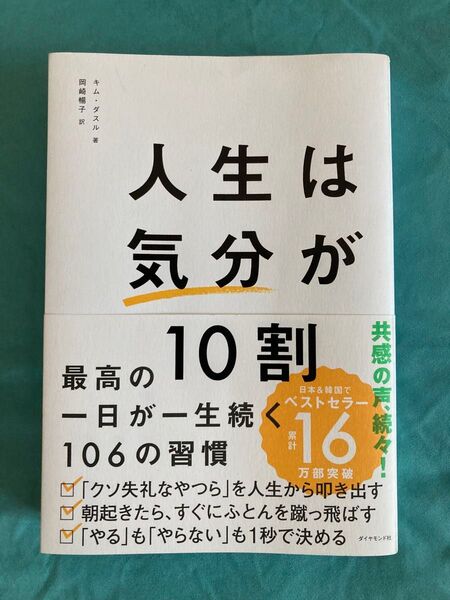 キム・ダスル 著
岡崎暢子 訳
人生は
気分が
10割
最高の
一日が一生続く
106の習慣
共感の声、続々!
日本&韓国で
ベストセラー
累計
16
万部突破
「クソ失礼なやつら」を人生から叩き出す
朝起きたら、すぐにふとんを蹴っ飛ばす
「やる」も「やらない」も1秒で決める
ダイヤモンド社